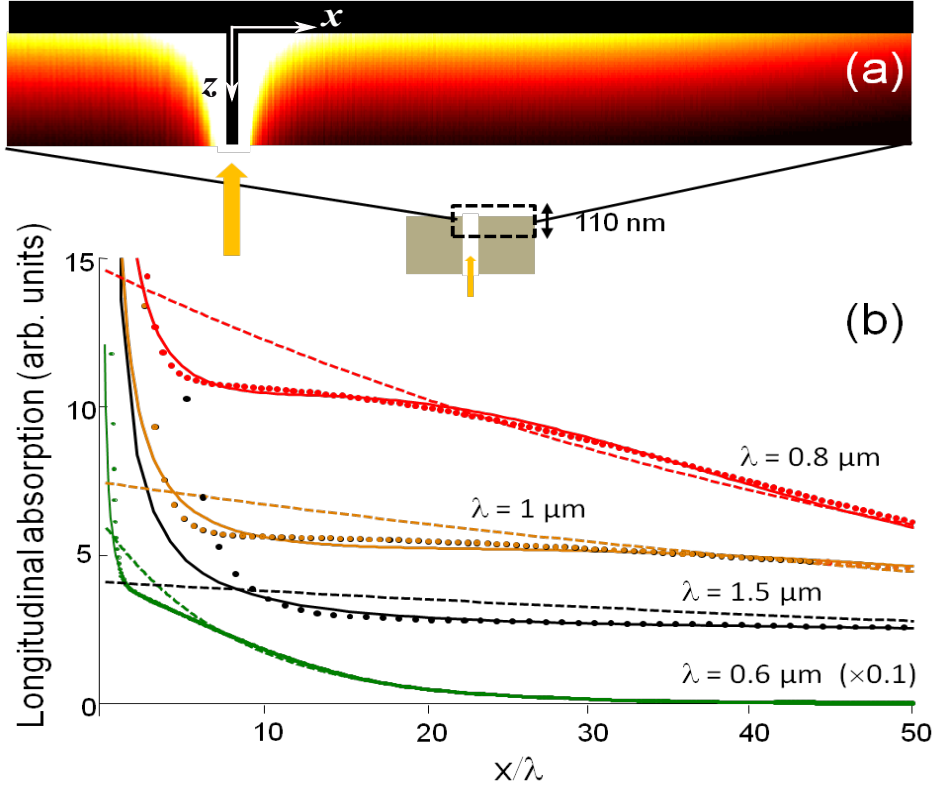 x
(a)
z
110 nm
(b)
Longitudinal absorption (arb. units)
15
10
5
0
λ = 0.8 μm
λ = 1 μm
λ = 1.5 μm
λ = 0.6 μm (×0.1)
10
20
30
40
50
x/λ